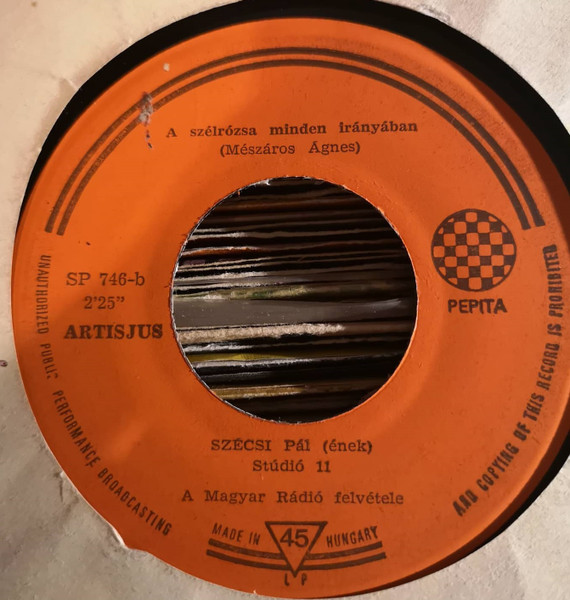 A szélrózsa minden irányában
(Mészáros Ágnes)
SP 746-b
2'25"
ARTISJUS
PEPITA
SZÉCSI Pál (ének)
Stúdió 11
A Magyar Rádió felvétele
MADE IN 45 HUNGARY
LP
UNAUTHORIZED PUBLIC PERFORMANCE BROADCASTING
AND COPYING OF THIS RECORD IS PROHIBITED